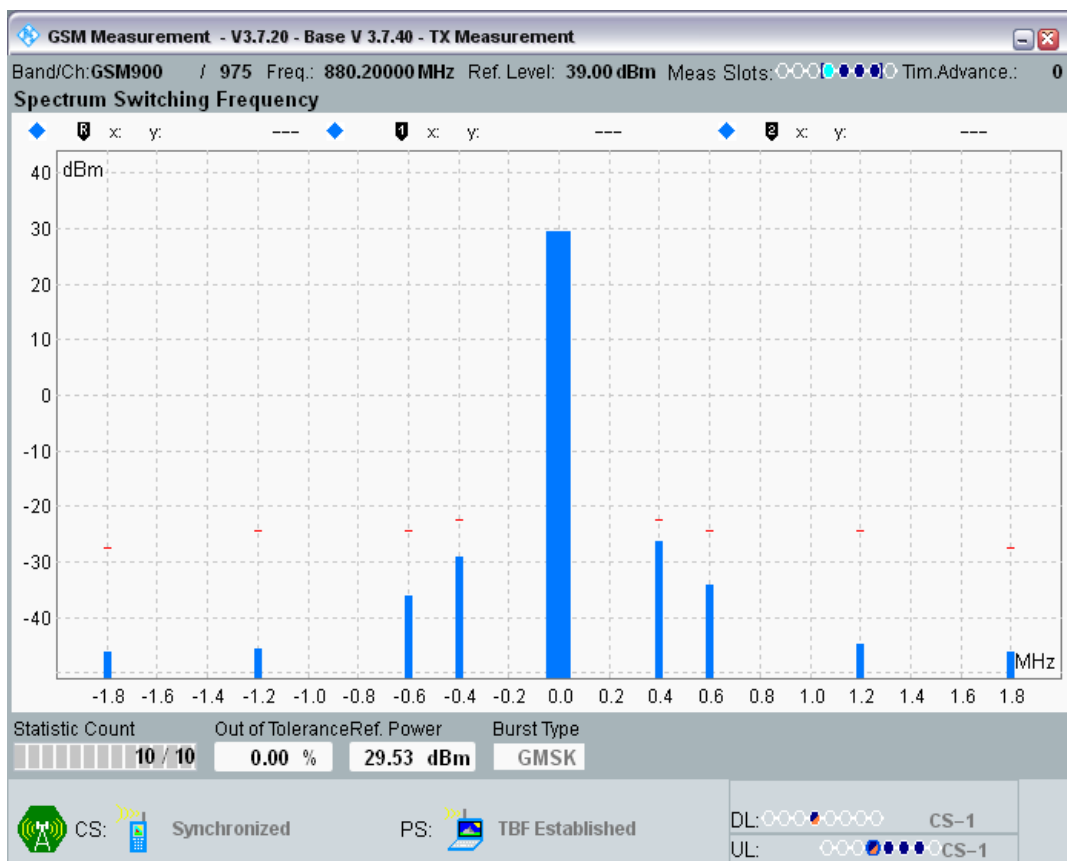 GSM Measurement - V3.7.20 - Base V 3.7.40 - TX Measurement
Band/Ch:GSM900 / 975 Freq.: 880.20000 MHz Ref. Level: 39.00 dBm Meas Slots: Tim.Advance.: 0
Spectrum Switching Frequency
R x: y: --- 1 x: y: --- 2 x: y: ---
dBm
40
30
20
10
0
-10
-20
-30
-40
MHz
-1.8 -1.6 -1.4 -1.2 -1.0 -0.8 -0.6 -0.4 -0.2 0.0 0.2 0.4 0.6 0.8 1.0 1.2 1.4 1.6 1.8
Statistic Count Out of Tolerance Ref. Power Burst Type
10 / 10 0.00 % 29.53 dBm GMSK
CS: Synchronized PS: TBF Established
DL: CS-1
UL: CS-1